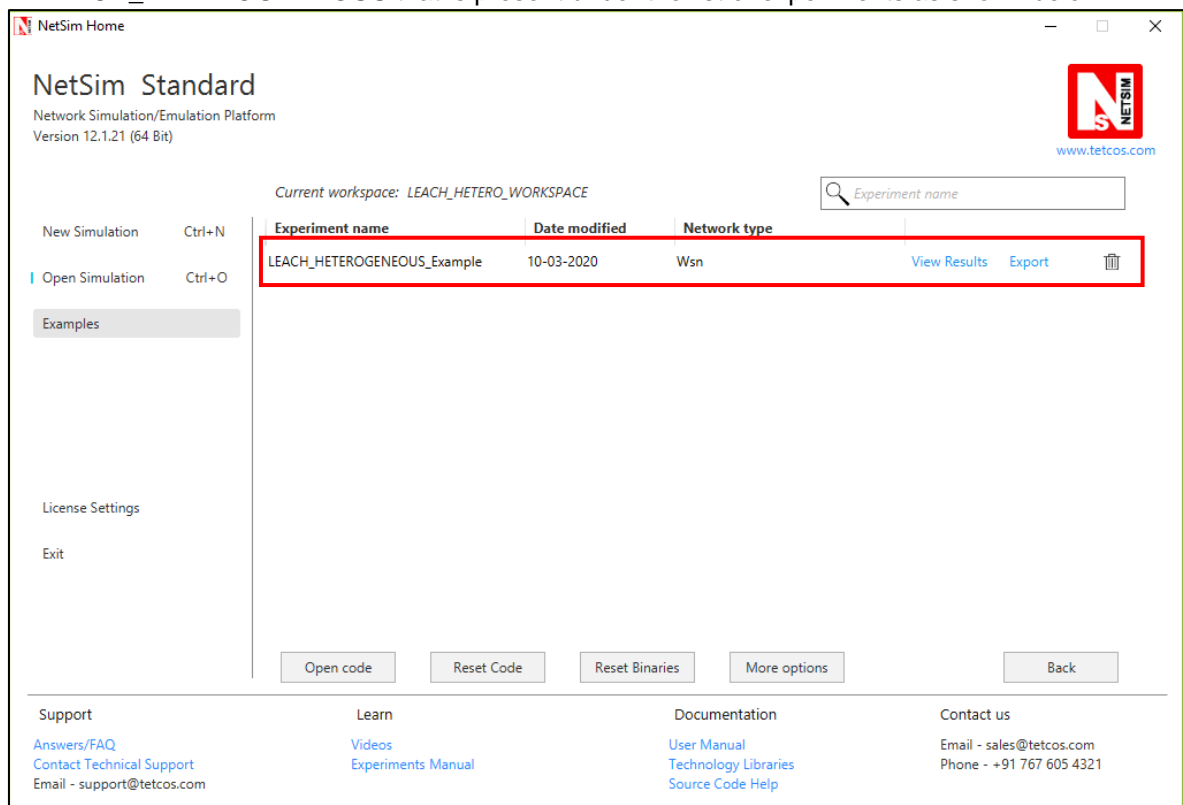 NetSim Home
NetSim Standard
Network Simulation/Emulation Platform
Version 12.1.21 (64 Bit)
NETSIM
www.tetcos.com
Current workspace: LEACH_HETERO_WORKSPACE
Experiment name
New Simulation Ctrl+N
Open Simulation Ctrl+O
Examples
License Settings
Exit
Experiment name Date modified Network type
LEACH_HETEROGENEOUS_Example 10-03-2020 Wsn View Results Export
Open code Reset Code Reset Binaries More options Back
Support
Answers/FAQ
Contact Technical Support
Email - support@tetcos.com
Learn
Videos
Experiments Manual
Documentation
User Manual
Technology Libraries
Source Code Help
Contact us
Email - sales@tetcos.com
Phone - +91 767 605 4321